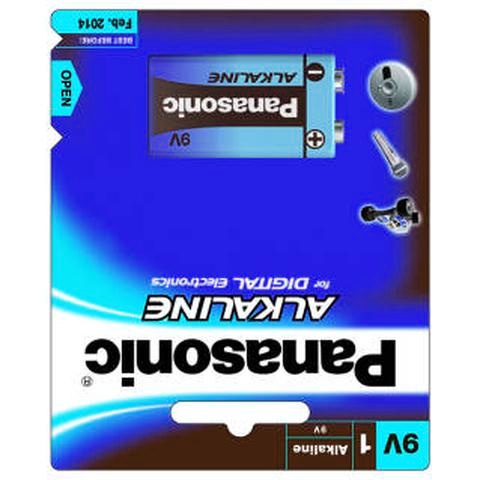 9V
1
Alkaline
9V
Panasonic®
ALKALINE
for DIGITAL Electronics
9V
Panasonic
ALKALINE
+
−
OPEN
BEST BEFORE:
Feb. 2014